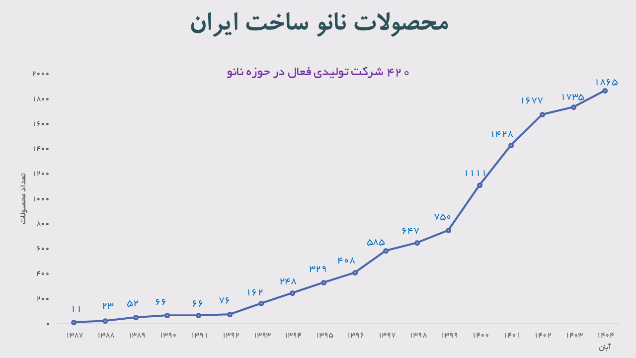 محصولات نانو ساخت ایران
۴۲۰ شرکت تولیدی فعال در حوزه نانو
تعداد محصولات
۲۰۰۰
۱۸۰۰
۱۶۰۰
۱۴۰۰
۱۲۰۰
۱۰۰۰
۸۰۰
۶۰۰
۴۰۰
۲۰۰
۰
۱۱ ۲۳ ۵۲ ۶۶ ۶۶ ۷۶ ۱۶۲ ۲۴۸ ۳۲۹ ۴۰۸ ۵۸۵ ۶۴۷ ۷۵۰ ۱۱۱۱ ۱۴۲۸ ۱۶۷۷ ۱۷۳۵ ۱۸۶۵
۱۳۸۷ ۱۳۸۸ ۱۳۸۹ ۱۳۹۰ ۱۳۹۱ ۱۳۹۲ ۱۳۹۳ ۱۳۹۴ ۱۳۹۵ ۱۳۹۶ ۱۳۹۷ ۱۳۹۸ ۱۳۹۹ ۱۴۰۰ ۱۴۰۱ ۱۴۰۲ ۱۴۰۳ ۱۴۰۴
آبان